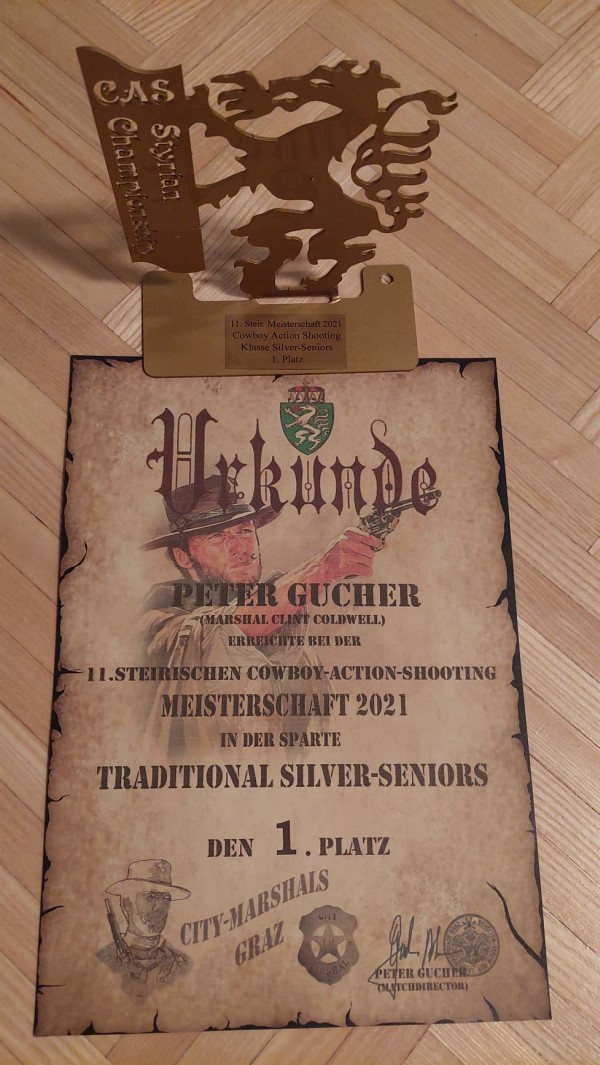 CAS Styrian
Championship
11. Steir. Meisterschaft 2021
Cowboy Action Shooting
Klasse Silver-Seniors
1. Platz
Urkunde
PETER GUCHER
(MARSHAL CLINT COLDWELL)
ERREICHTE BEI DER
11.STEIRISCHEN COWBOY-ACTION-SHOOTING
MEISTERSCHAFT 2021
IN DER SPARTE
TRADITIONAL SILVER-SENIORS
DEN 1. PLATZ
CITY-MARSHALS
GRAZ
CITY
PETER GUCHER
(MATCHDIRECTOR)